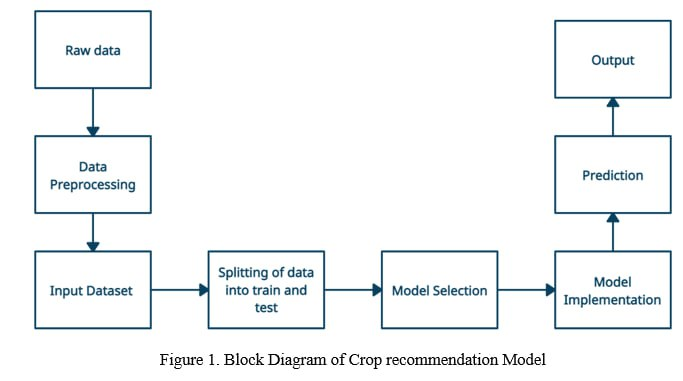 Raw data
Data
Preprocessing
Input Dataset
Splitting of data
into train and
test
Model Selection
Model
Implementation
Prediction
Output
Figure 1. Block Diagram of Crop recommendation Model